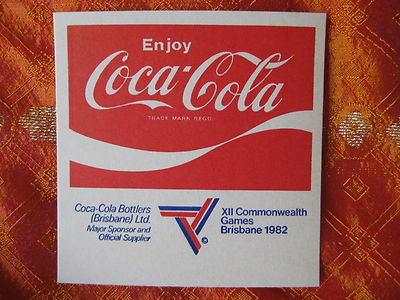 Enjoy
Coca-Cola
TRADE MARK REGD.
Coca-Cola Bottlers
(Brisbane) Ltd.
Major Sponsor and
Official Supplier
©
XII Commonwealth
Games
Brisbane 1982